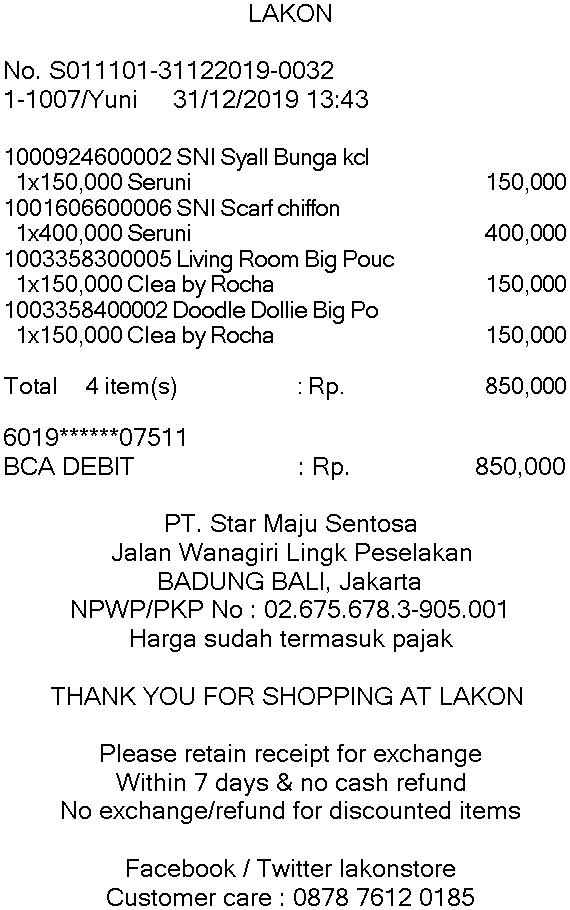 LAKON
No. S011101-31122019-0032
1-1007/Yuni 31/12/2019 13:43
1000924600002 SNI Syall Bunga kcl
1x150,000 Seruni 150,000
1001606600006 SNI Scarf chiffon
1x400,000 Seruni 400,000
1003358300005 Living Room Big Pouc
1x150,000 Clea by Rocha 150,000
1003358400002 Doodle Dollie Big Po
1x150,000 Clea by Rocha 150,000
Total 4 item(s) : Rp. 850,000
6019******07511
BCA DEBIT : Rp. 850,000
PT. Star Maju Sentosa
Jalan Wanagiri Lingk Peselakan
BADUNG BALI, Jakarta
NPWP/PKP No : 02.675.678.3-905.001
Harga sudah termasuk pajak
THANK YOU FOR SHOPPING AT LAKON
Please retain receipt for exchange
Within 7 days & no cash refund
No exchange/refund for discounted items
Facebook / Twitter lakonstore
Customer care : 0878 7612 0185